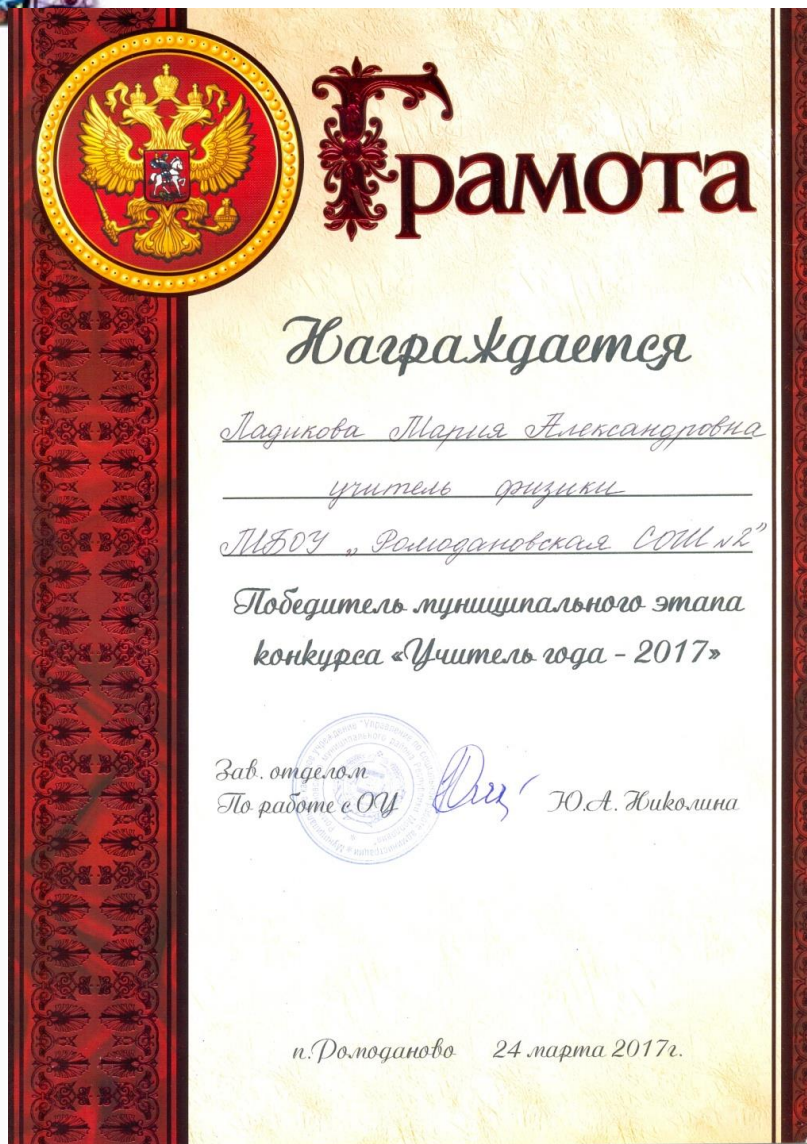 Грамота
Награждается
Ладикова Мария Александровна
учитель физики
МБОУ „Ромодановская СОШ №2”
Победитель муниципального этапа
конкурса «Учитель года - 2017»
Зав. отделом
По работе с ОУ Ю.А. Николина
п.Ромоданово 24 марта 2017г.